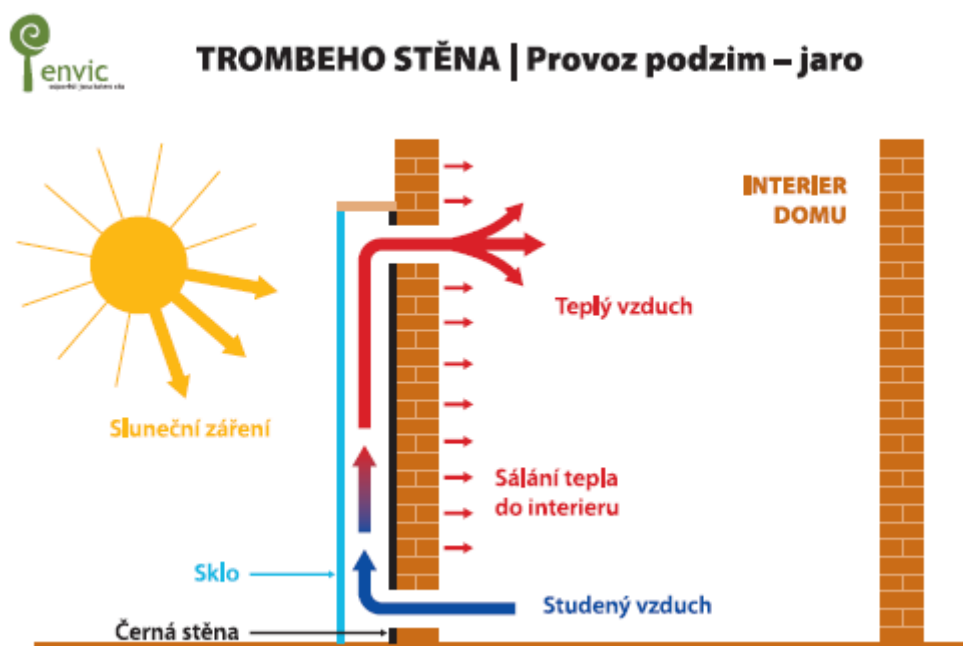 envic
TROMBEHO STĚNA | Provoz podzim – jaro
INTERIER
DOMU
Teplý vzduch
Sluneční záření
Sálání tepla
do interieru
Sklo
Studený vzduch
Černá stěna